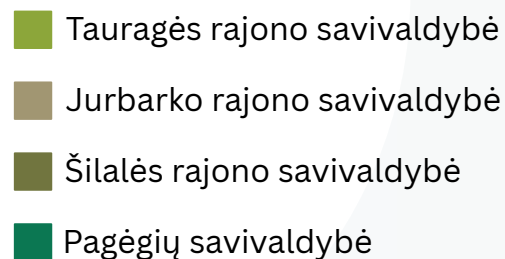 Tauragės rajono savivaldybė
Jurbarko rajono savivaldybė
Šilalės rajono savivaldybė
Pagėgių savivaldybė